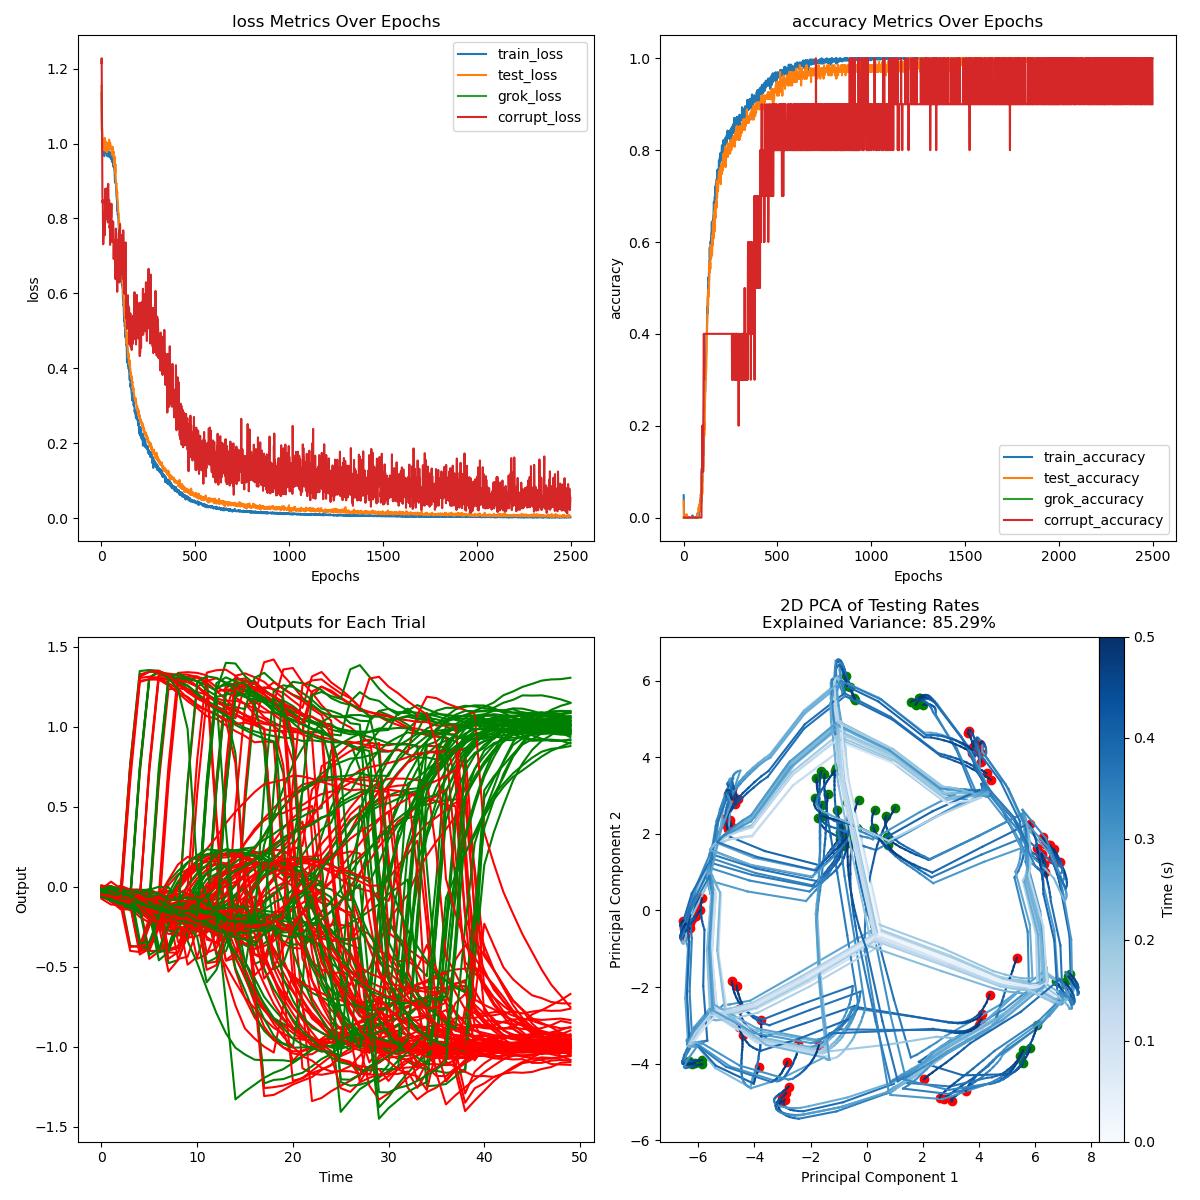 loss Metrics Over Epochs
loss
1.2
1.0
0.8
0.6
0.4
0.2
0.0
train_loss
test_loss
grok_loss
corrupt_loss
0
500
1000
1500
2000
2500
Epochs
accuracy Metrics Over Epochs
accuracy
1.0
0.8
0.6
0.4
0.2
0.0
train_accuracy
test_accuracy
grok_accuracy
corrupt_accuracy
0
500
1000
1500
2000
2500
Epochs
Outputs for Each Trial
Output
1.5
1.0
0.5
0.0
−0.5
−1.0
−1.5
0
10
20
30
40
50
Time
2D PCA of Testing Rates
Explained Variance: 85.29%
Principal Component 2
6
4
2
0
−2
−4
−6
−6
−4
−2
0
2
4
6
8
Principal Component 1
0.5
0.4
0.3
0.2
0.1
0.0
Time (s)